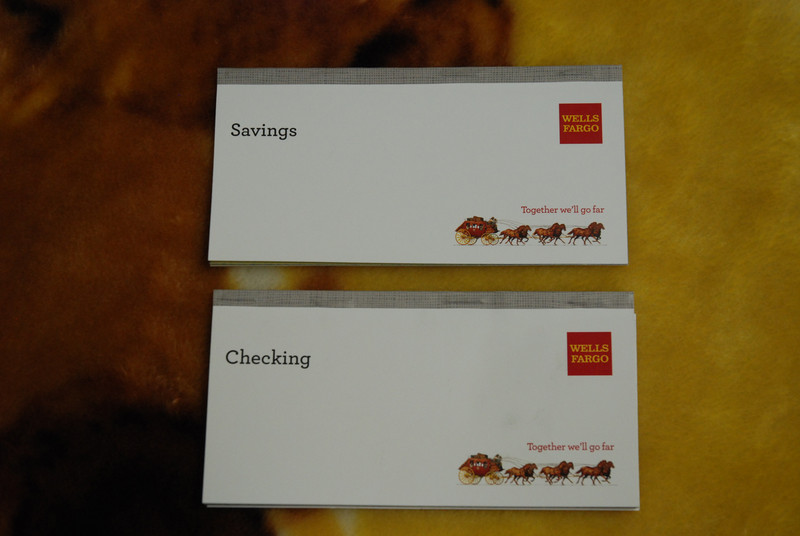 Savings
WELLS
FARGO
Together we'll go far
Checking
WELLS
FARGO
Together we'll go far